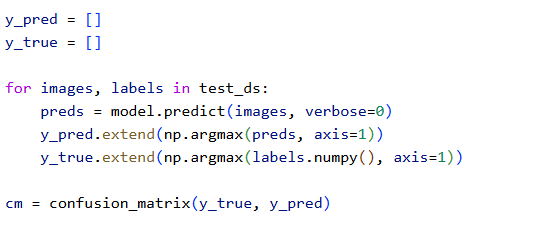 y_pred = []
y_true = []
for images, labels in test_ds:
    preds = model.predict(images, verbose=0)
    y_pred.extend(np.argmax(preds, axis=1))
    y_true.extend(np.argmax(labels.numpy(), axis=1))
cm = confusion_matrix(y_true, y_pred)